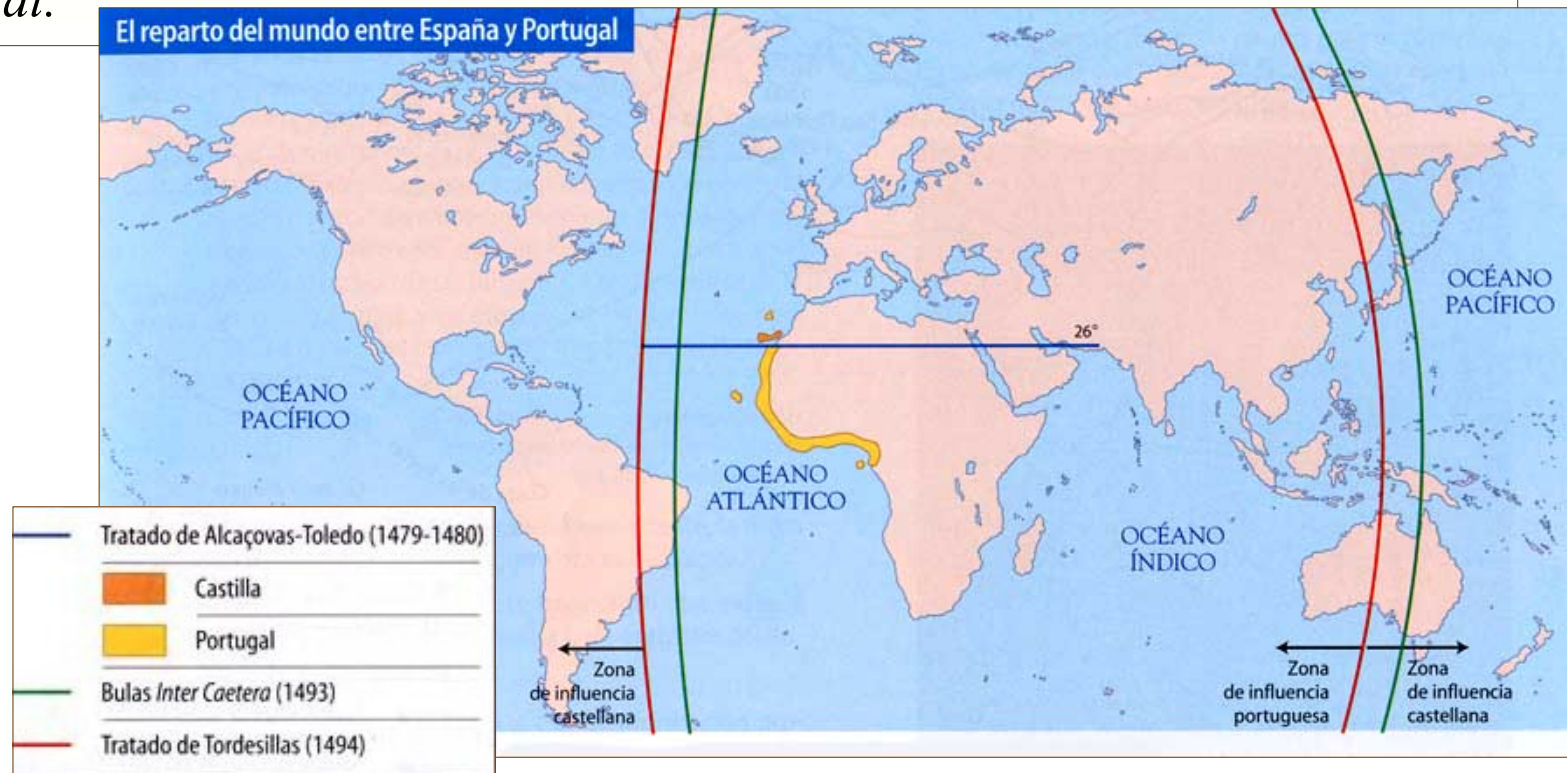 al.
El reparto del mundo entre España y Portugal
OCÉANO
PACÍFICO
OCÉANO
PACÍFICO
26°
OCÉANO
ATLÁNTICO
OCÉANO
ÍNDICO
Zona
de influencia
castellana
Zona
de influencia
portuguesa
Zona
de influencia
castellana
Tratado de Alcaçovas-Toledo (1479-1480)
Castilla
Portugal
Bulas Inter Caetera (1493)
Tratado de Tordesillas (1494)